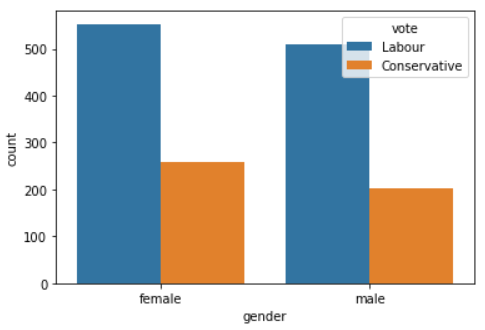 vote
Labour
Conservative
500
400
300
200
100
0
count
female male
gender